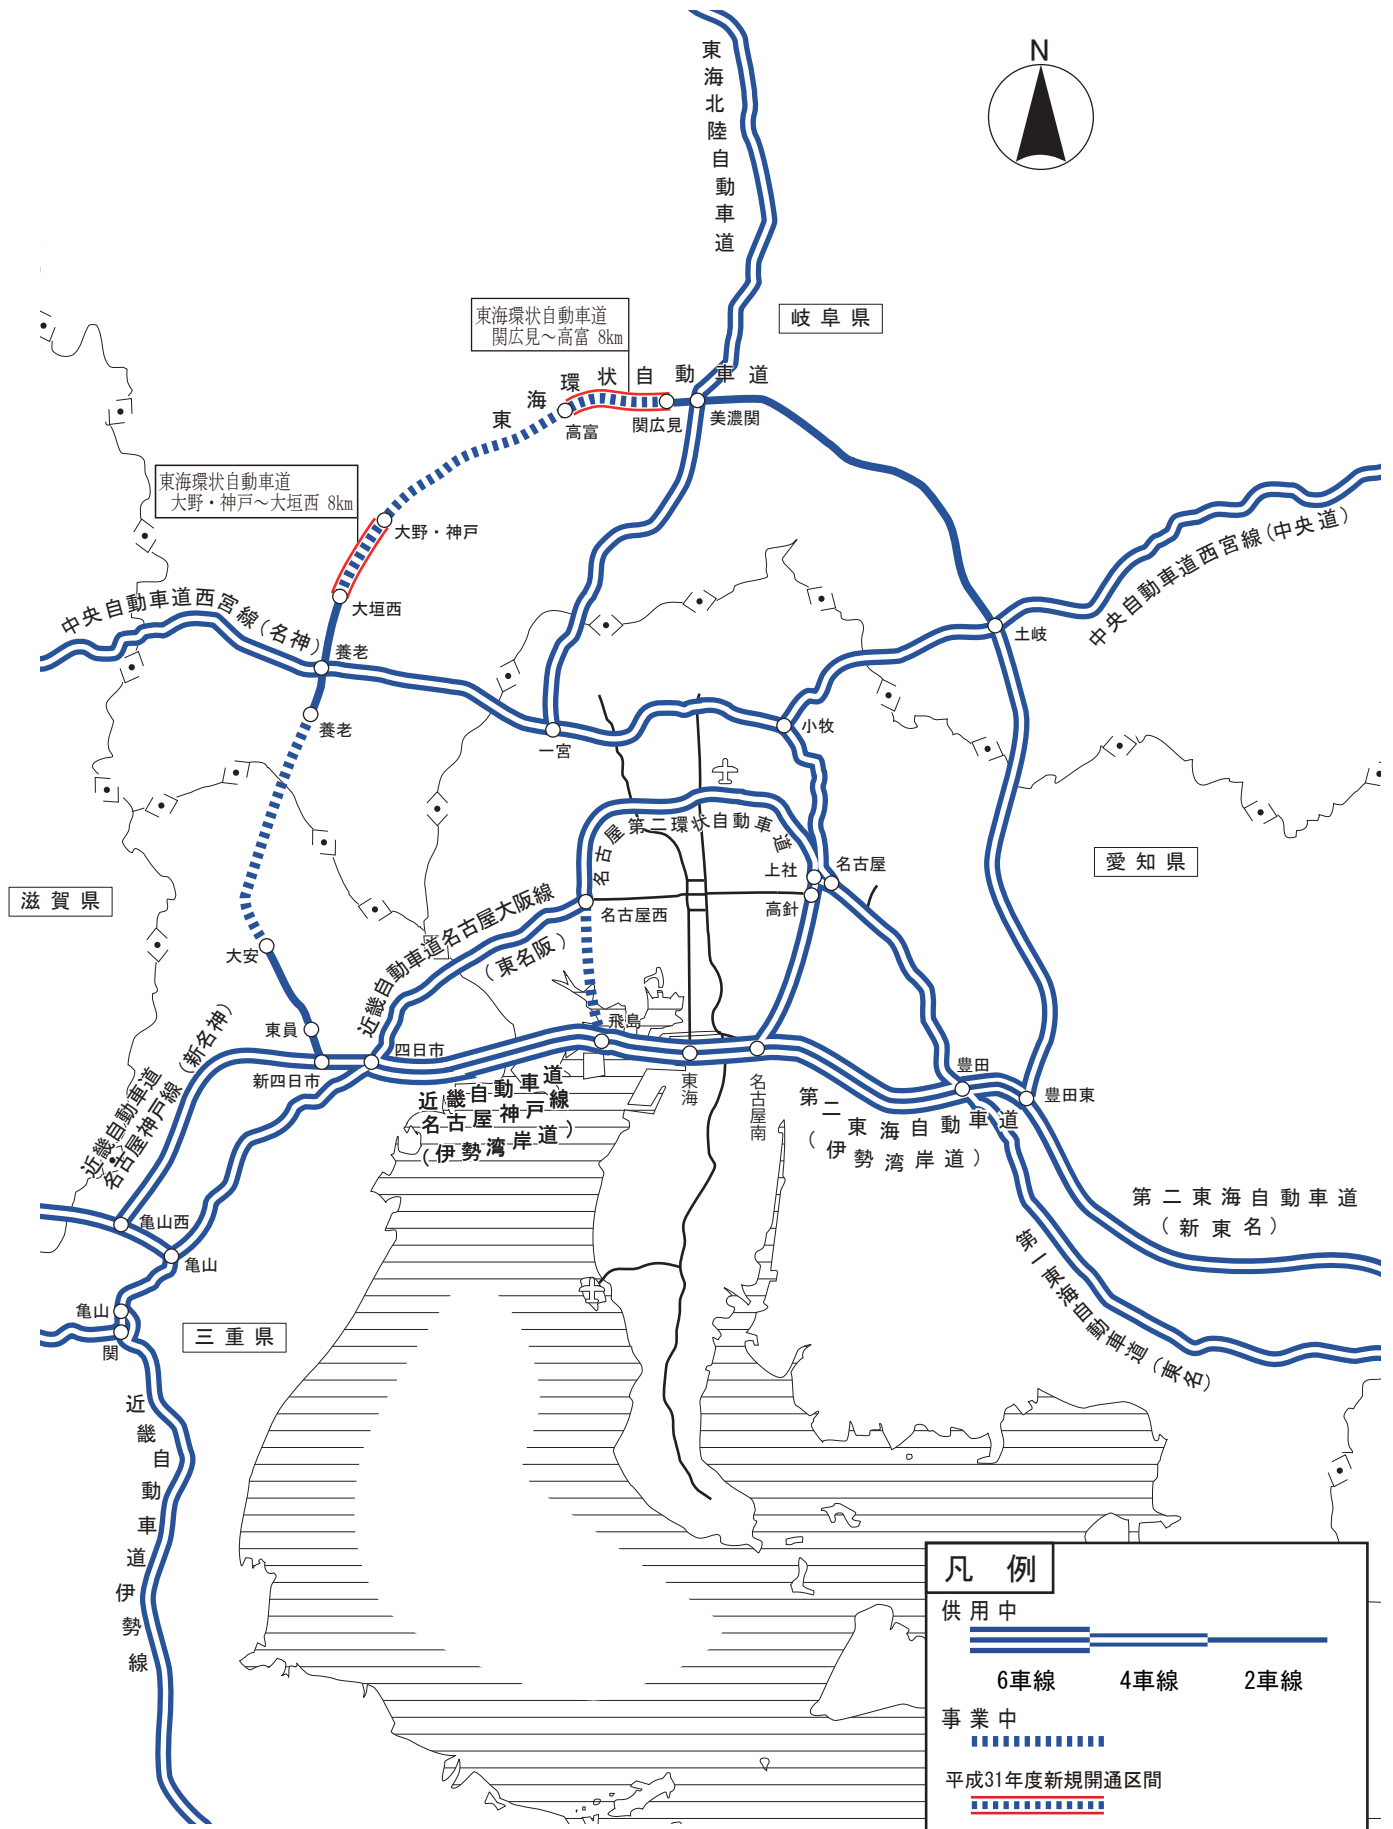 N
東海北陸自動車道
岐阜県
東海環状自動車道
関広見～高富 8km
東海環状自動車道
高富
関広見
美濃関
東海環状自動車道
大野・神戸～大垣西 8km
大野・神戸
大垣西
中央自動車道西宮線(名神)
養老
養老
中央自動車道西宮線(中央道)
土岐
小牧
一宮
名古屋第二環状自動車道
上社
名古屋
高針
愛知県
滋賀県
名古屋西
近畿自動車道名古屋大阪線
(東名阪)
大安
東員
新四日市
四日市
飛島
東海
名古屋南
豊田
豊田東
近畿自動車道
名古屋神戸線(新名神)
近畿自動車道
名古屋神戸線
(伊勢湾岸道)
第二東海自動車道
(伊勢湾岸道)
第二東海自動車道
(新東名)
第一東海自動車道(東名)
亀山西
亀山
亀山
関
三重県
近畿自動車道伊勢線
凡例
供用中
6車線 4車線 2車線
事業中
平成31年度新規開通区間